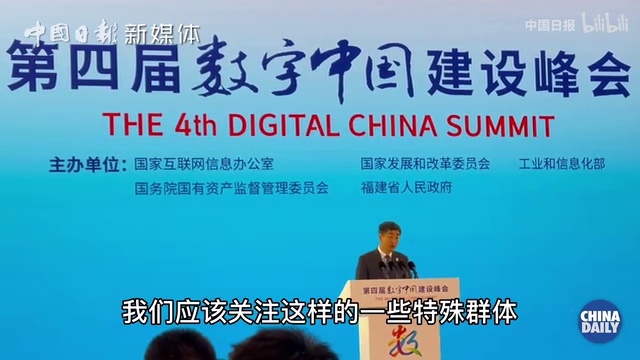 中国日报 新媒体
中国日报 bilibili
第四届数字中国建设峰会
THE 4th DIGITAL CHINA SUMMIT
主办单位：国家互联网信息办公室 国家发展和改革委员会 工业和信息化部
国务院国有资产监督管理委员会 福建省人民政府
第四届数字中国建设峰会
我们应该关注这样的一些特殊群体
数
CHINA
DAILY